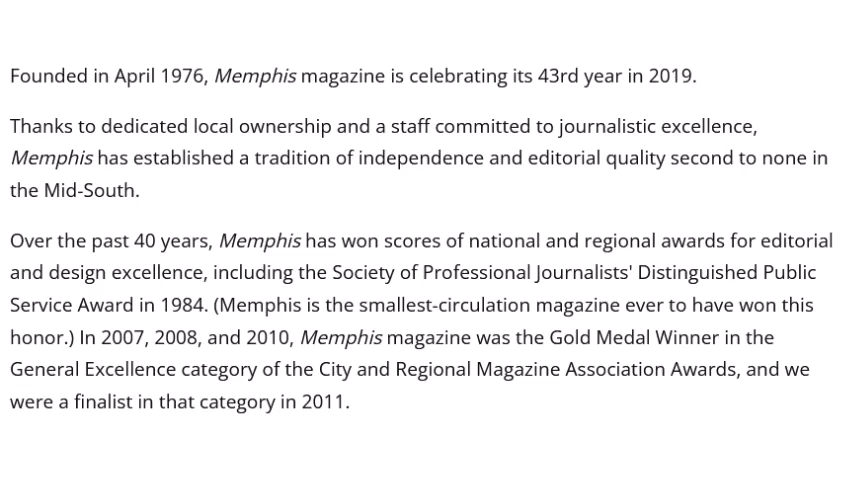 Founded in April 1976, Memphis magazine is celebrating its 43rd year in 2019.
Thanks to dedicated local ownership and a staff committed to journalistic excellence,
Memphis has established a tradition of independence and editorial quality second to none in
the Mid-South.
Over the past 40 years, Memphis has won scores of national and regional awards for editorial
and design excellence, including the Society of Professional Journalists' Distinguished Public
Service Award in 1984. (Memphis is the smallest-circulation magazine ever to have won this
honor.) In 2007, 2008, and 2010, Memphis magazine was the Gold Medal Winner in the
General Excellence category of the City and Regional Magazine Association Awards, and we
were a finalist in that category in 2011.